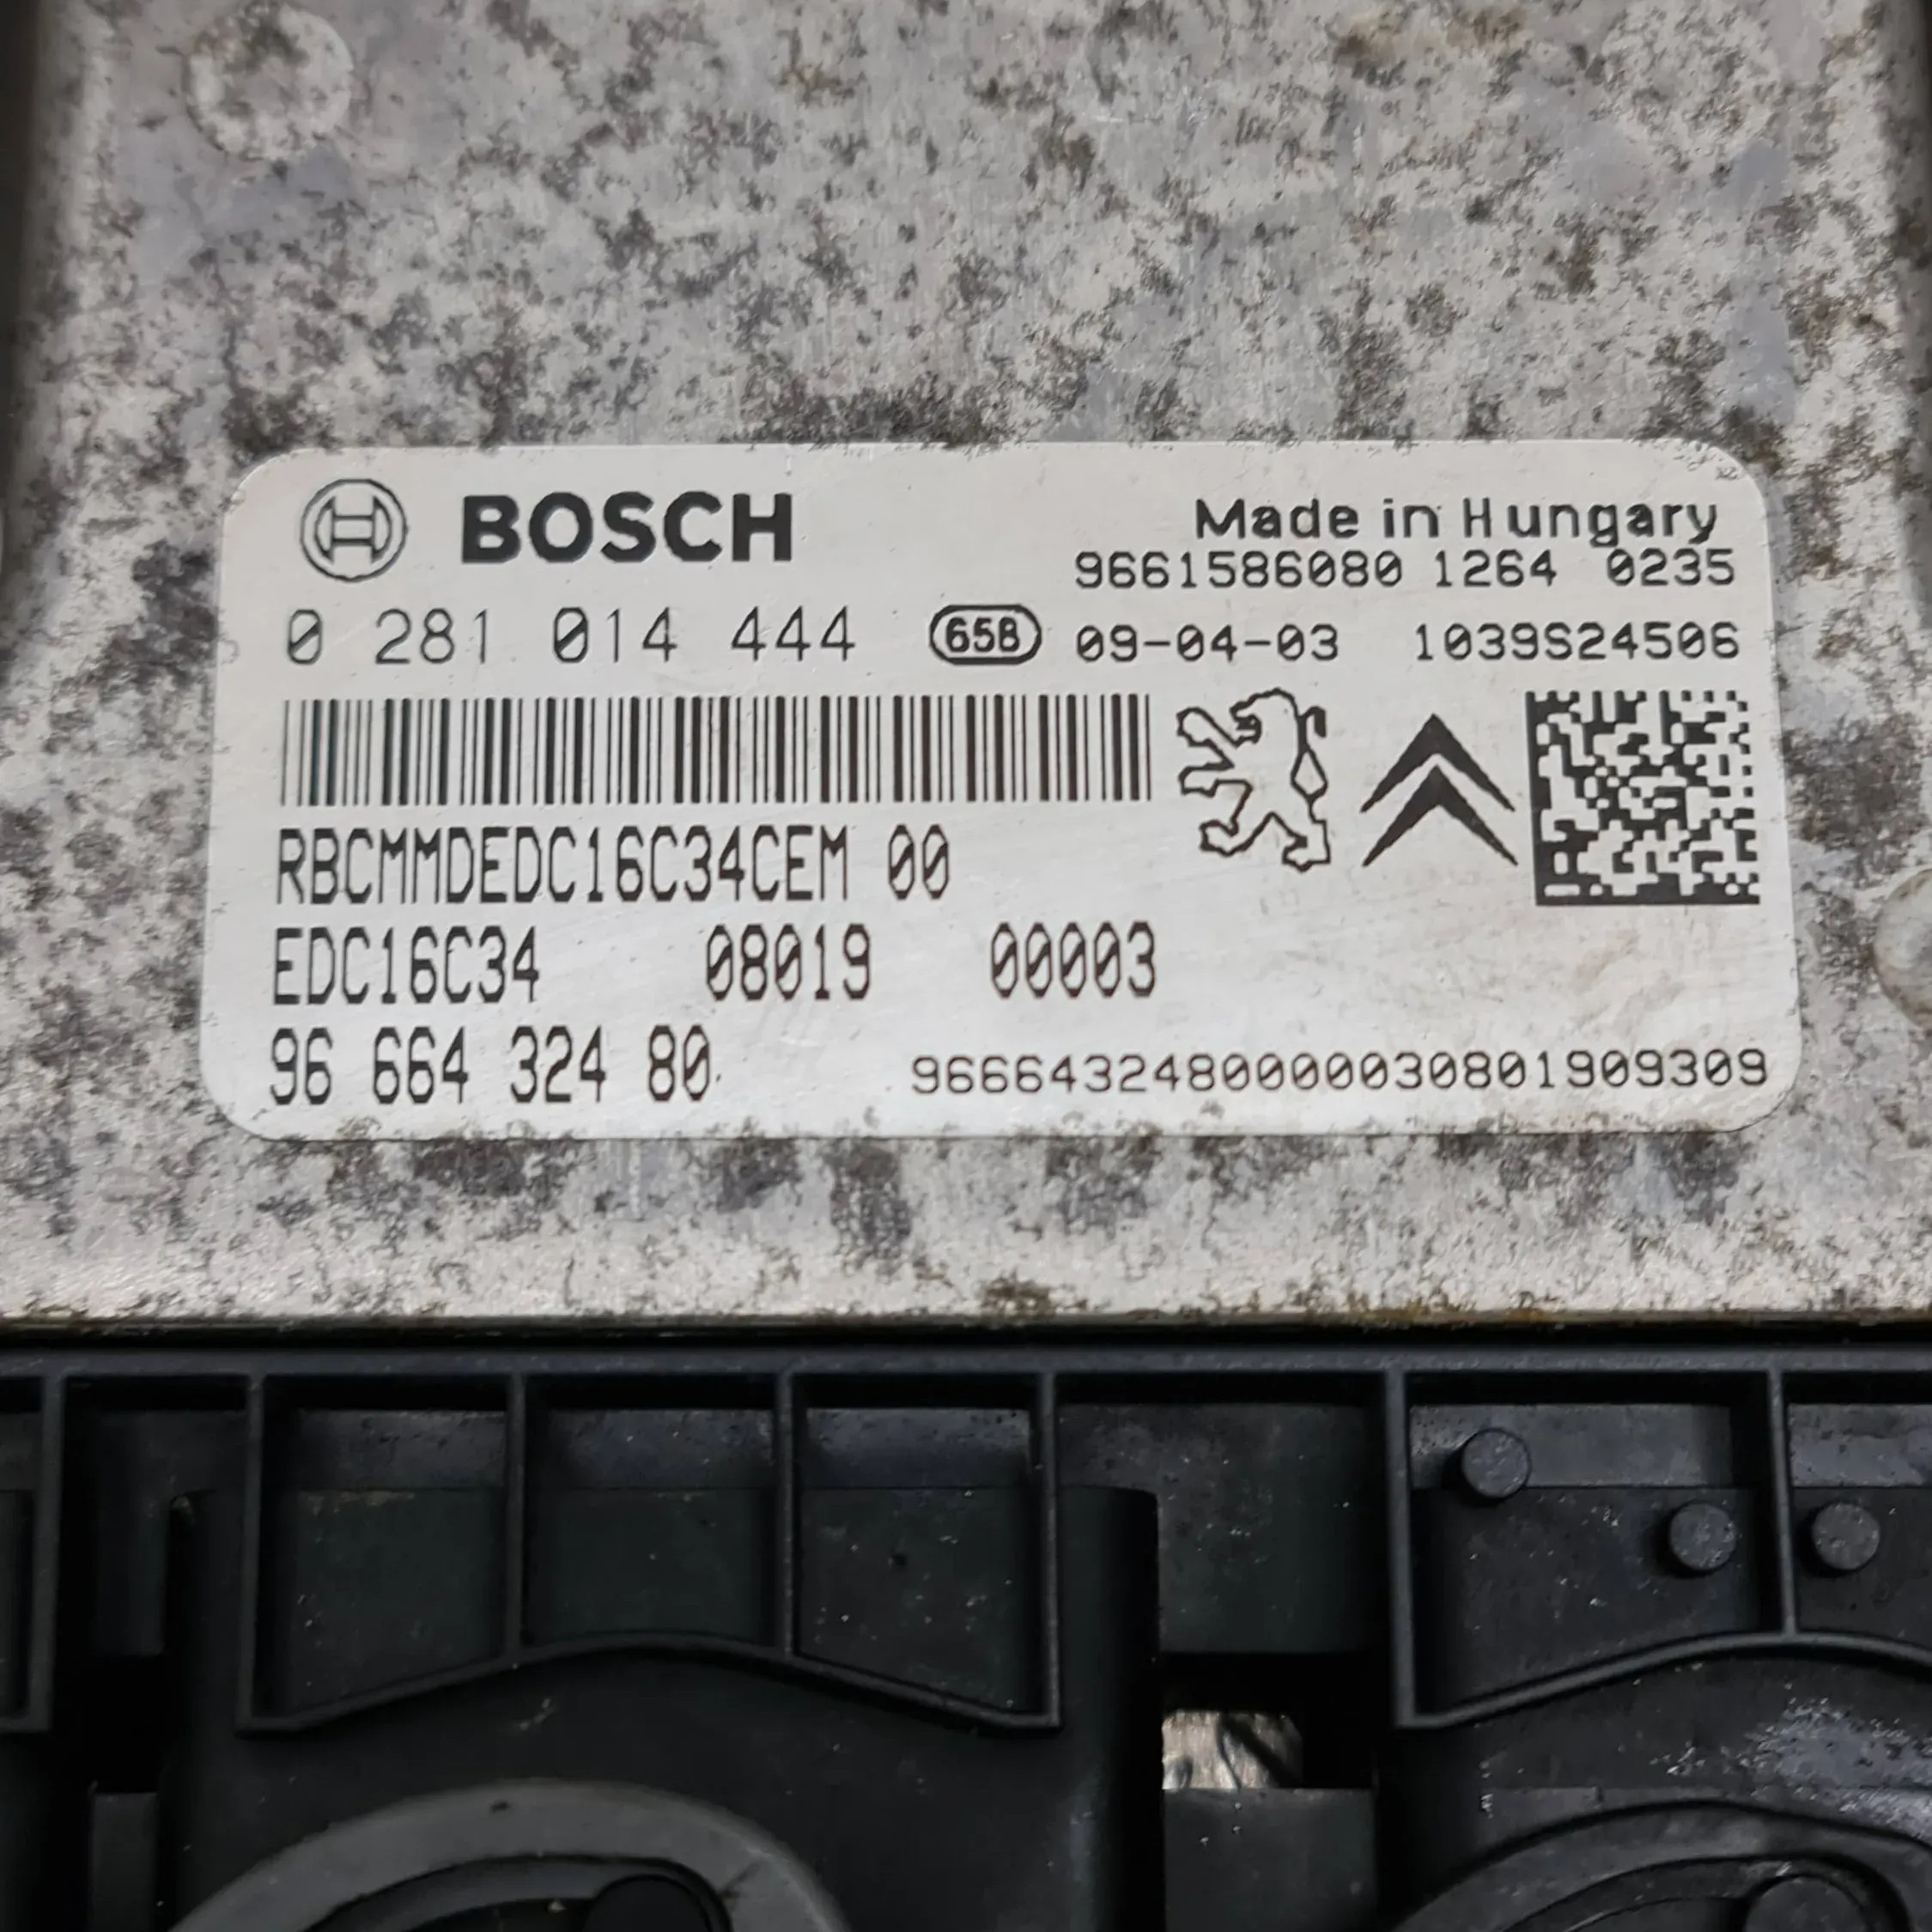 BOSCH
Made in Hungary
9661586080 1264 0235
0 281 014 444 65B 09-04-03 1039S24506
RBCMMDEDC16C34CEM 00
EDC16C34 08019 00003
96 664 324 80 966643248000003080190930​9